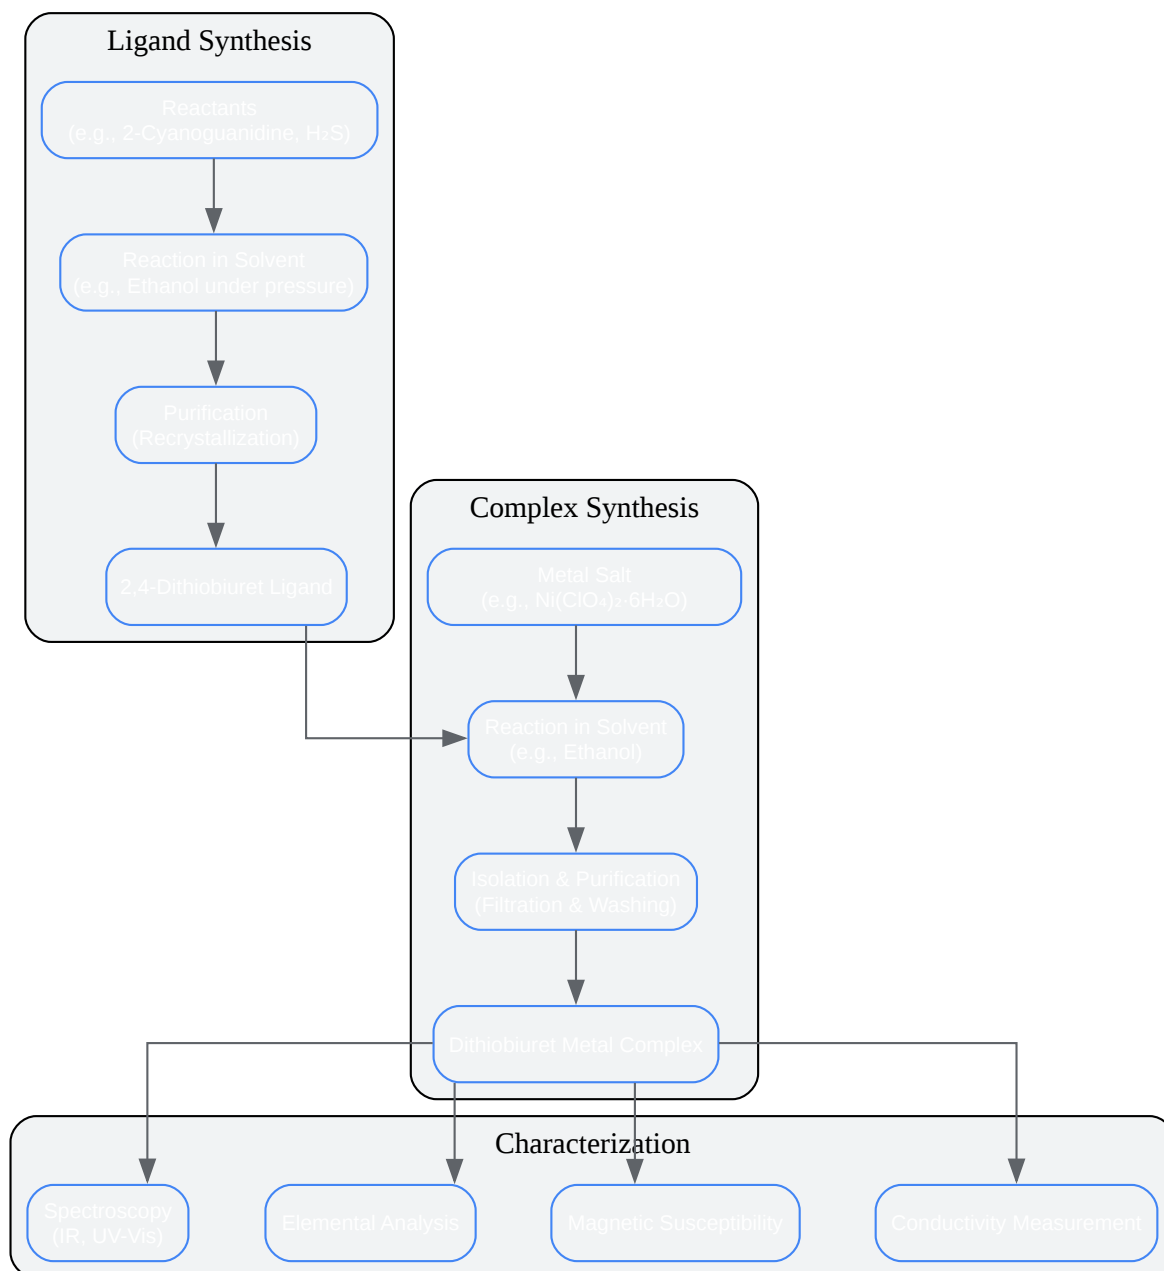 Ligand Synthesis
Reactants
(e.g., 2-Cyanoguanidine, H₂S)
Reaction in Solvent
(e.g., Ethanol under pressure)
Purification
(Recrystallization)
2,4-Dithiobiuret Ligand
Complex Synthesis
Metal Salt
(e.g., Ni(ClO₄)₂·6H₂O)
Reaction in Solvent
(e.g., Ethanol)
Isolation & Purification
(Filtration & Washing)
Dithiobiuret Metal Complex
Characterization
Spectroscopy
(IR, UV-Vis)
Elemental Analysis
Magnetic Susceptibility
Conductivity Measurement